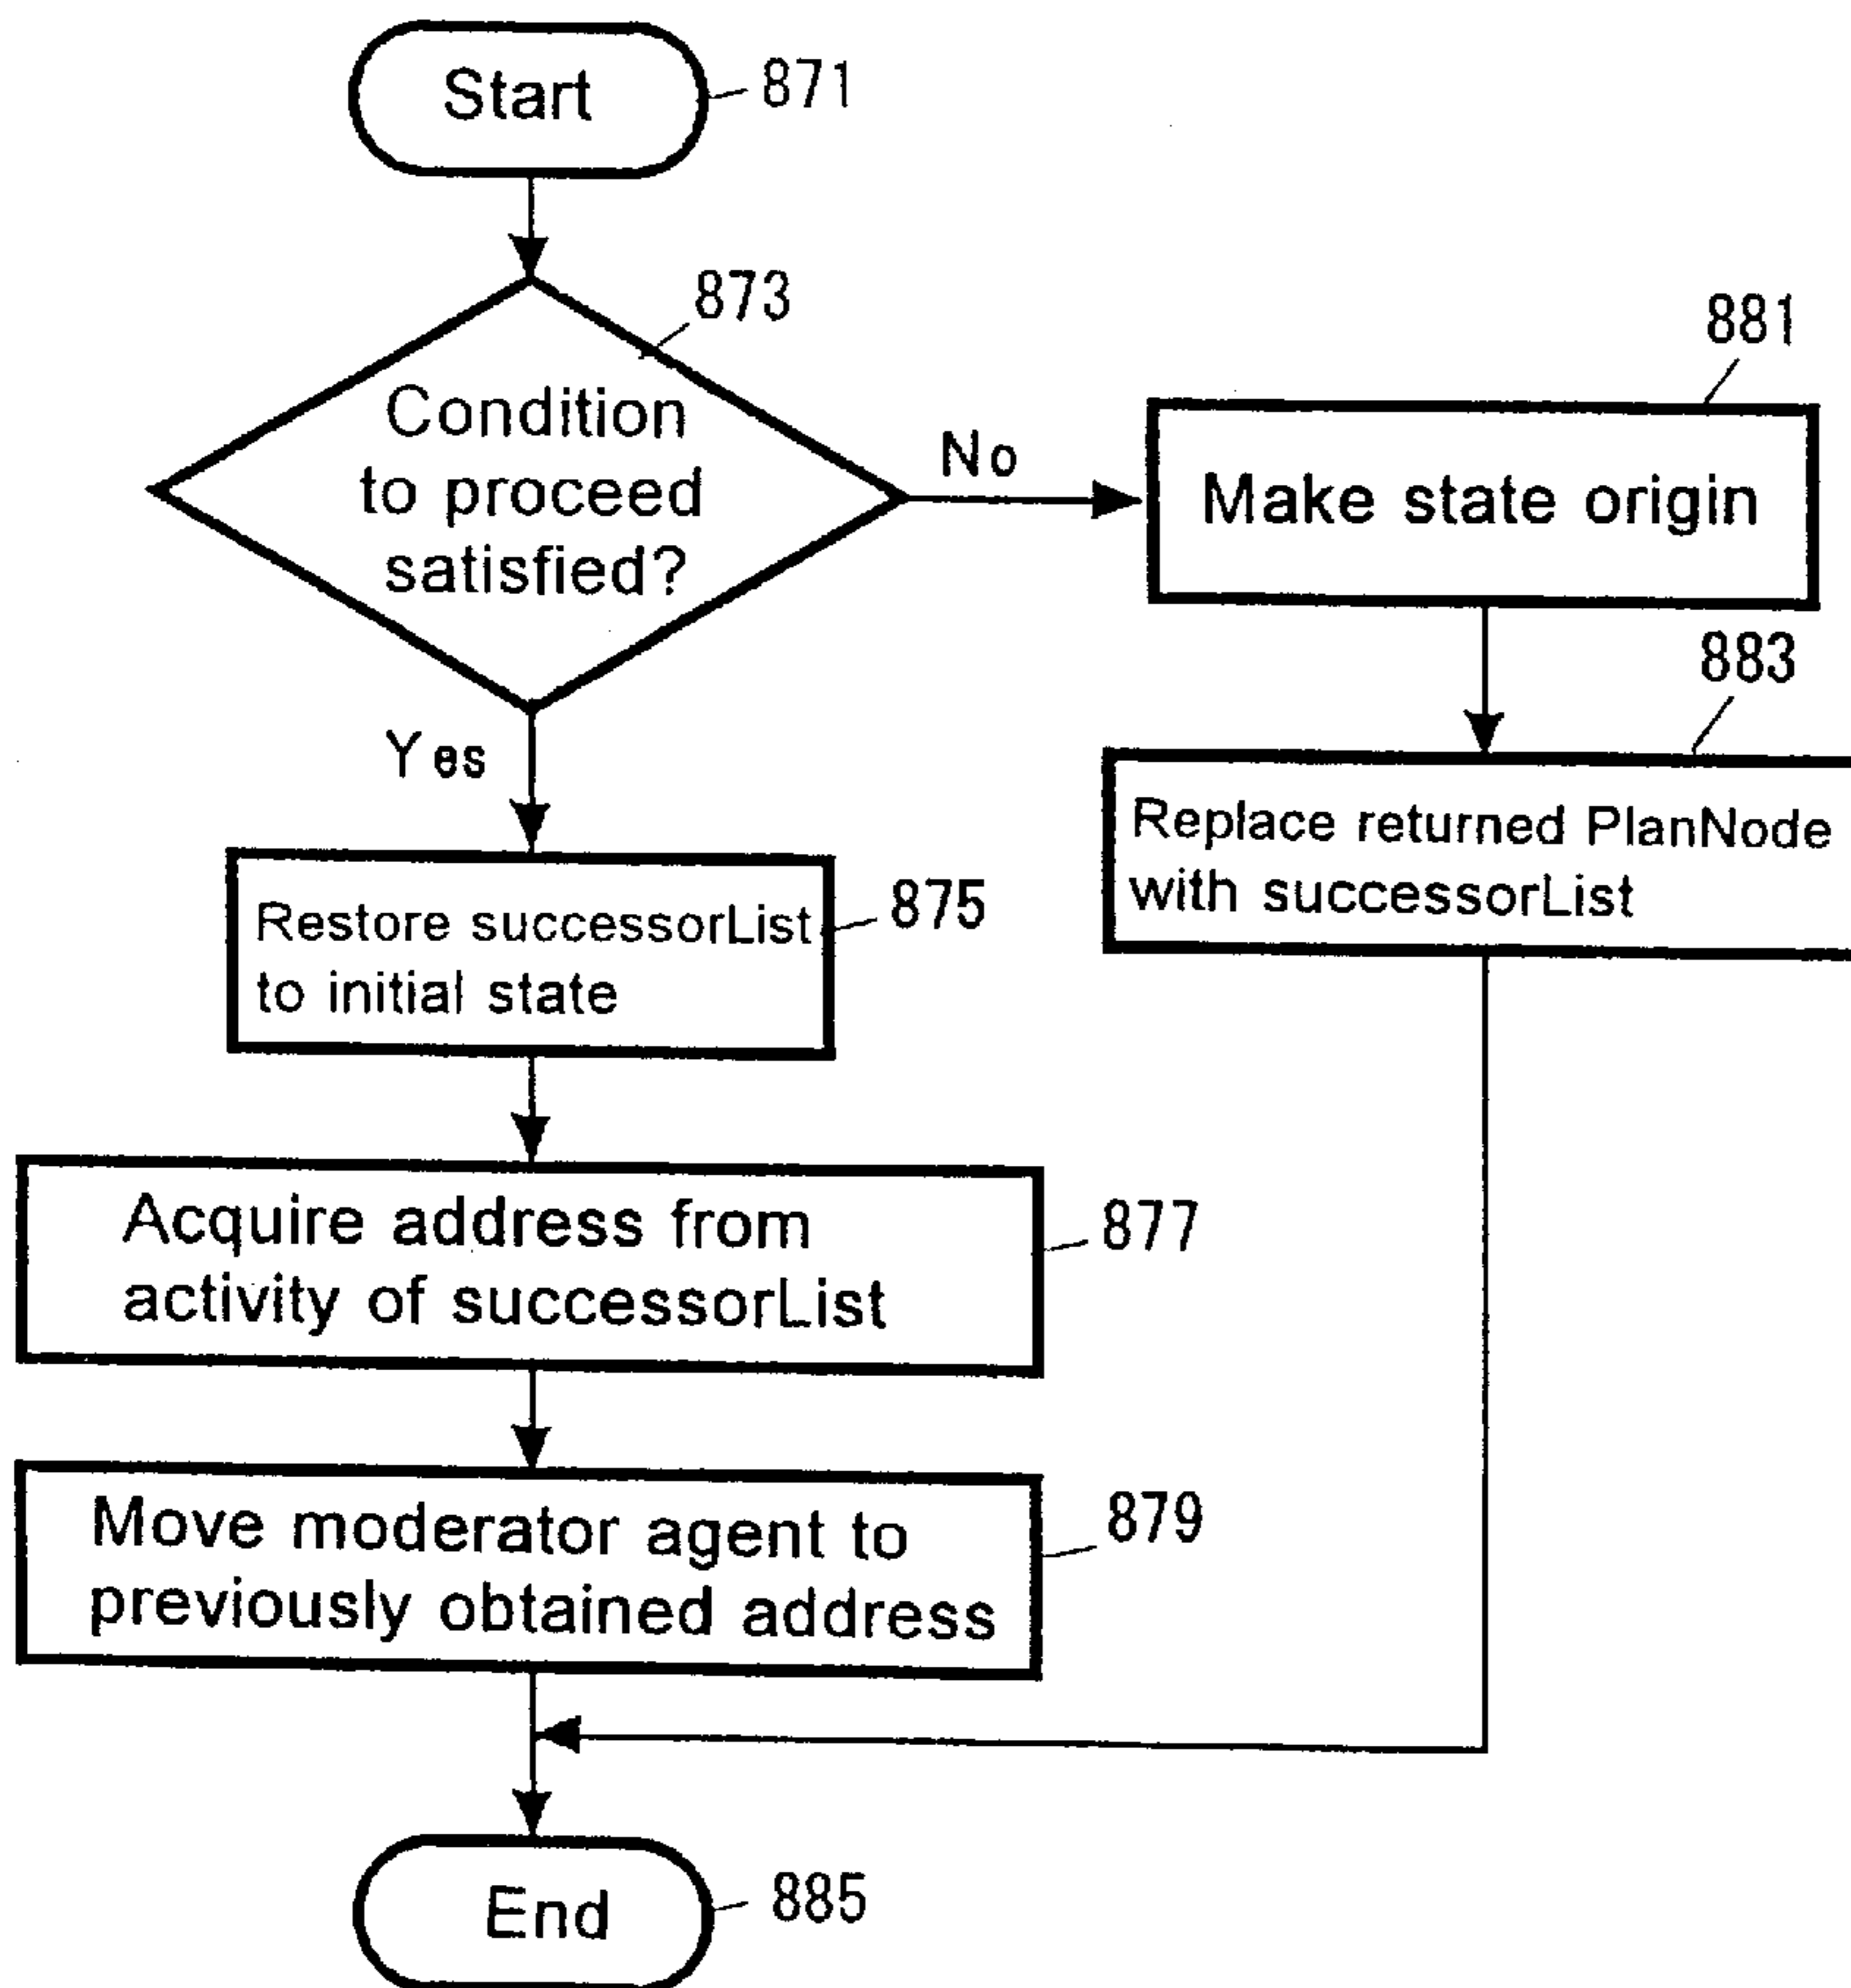 Start
871
873
Condition
to proceed
satisfied?
No
881
Make state origin
883
Replace returned PlanNode
with successorList
Yes
Restore successorList
to initial state
875
Acquire address from
activity of successorList
877
Move moderator agent to
previously obtained address
879
End
885